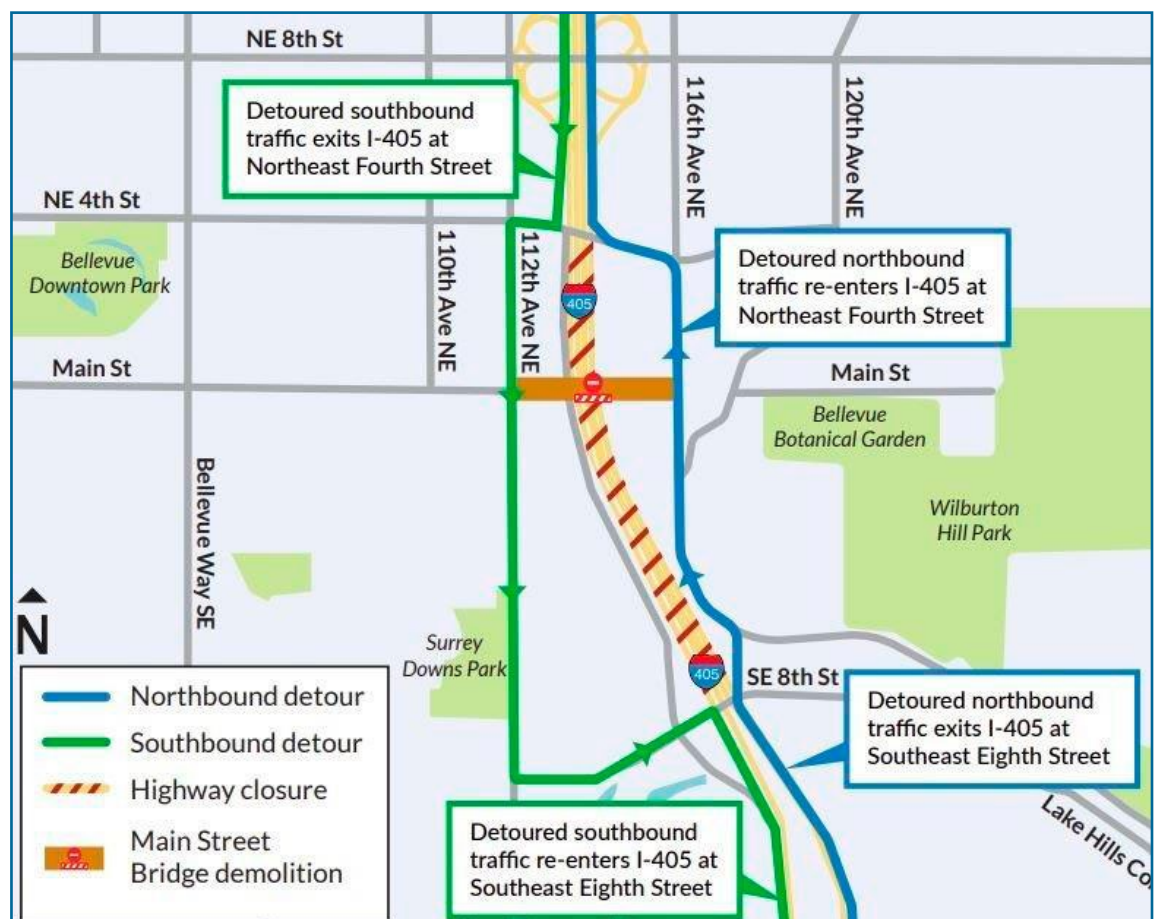 NE 8th St
Detoured southbound
traffic exits I-405 at
Northeast Fourth Street
116th Ave NE
120th Ave NE
NE 4th St
Bellevue
Downtown Park
110th Ave NE
112th Ave NE
405
Detoured northbound
traffic re-enters I-405 at
Northeast Fourth Street
Main St
Main St
Bellevue
Botanical Garden
Bellevue Way SE
Wilburton
Hill Park
N
Surrey
Downs Park
405
SE 8th St
Detoured northbound
traffic exits I-405 at
Southeast Eighth Street
Northbound detour
Southbound detour
Highway closure
Main Street
Bridge demolition
Detoured southbound
traffic re-enters I-405 at
Southeast Eighth Street
Lake Hills Co